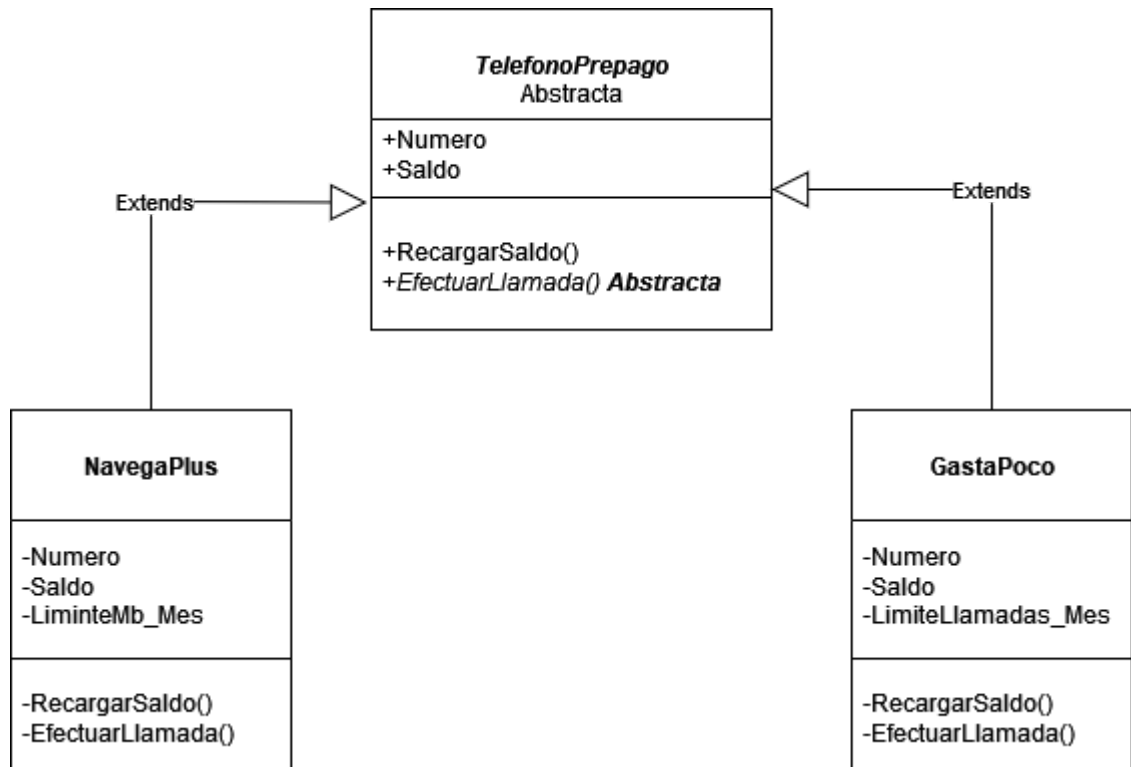 TelefonoPrepago
Abstracta
+Numero
+Saldo
+RecargarSaldo()
+EfectuarLlamada() Abstracta
Extends
Extends
NavegaPlus
-Numero
-Saldo
-LiminteMb_Mes
-RecargarSaldo()
-EfectuarLlamada()
GastaPoco
-Numero
-Saldo
-LimiteLlamadas_Mes
-RecargarSaldo()
-EfectuarLlamada()